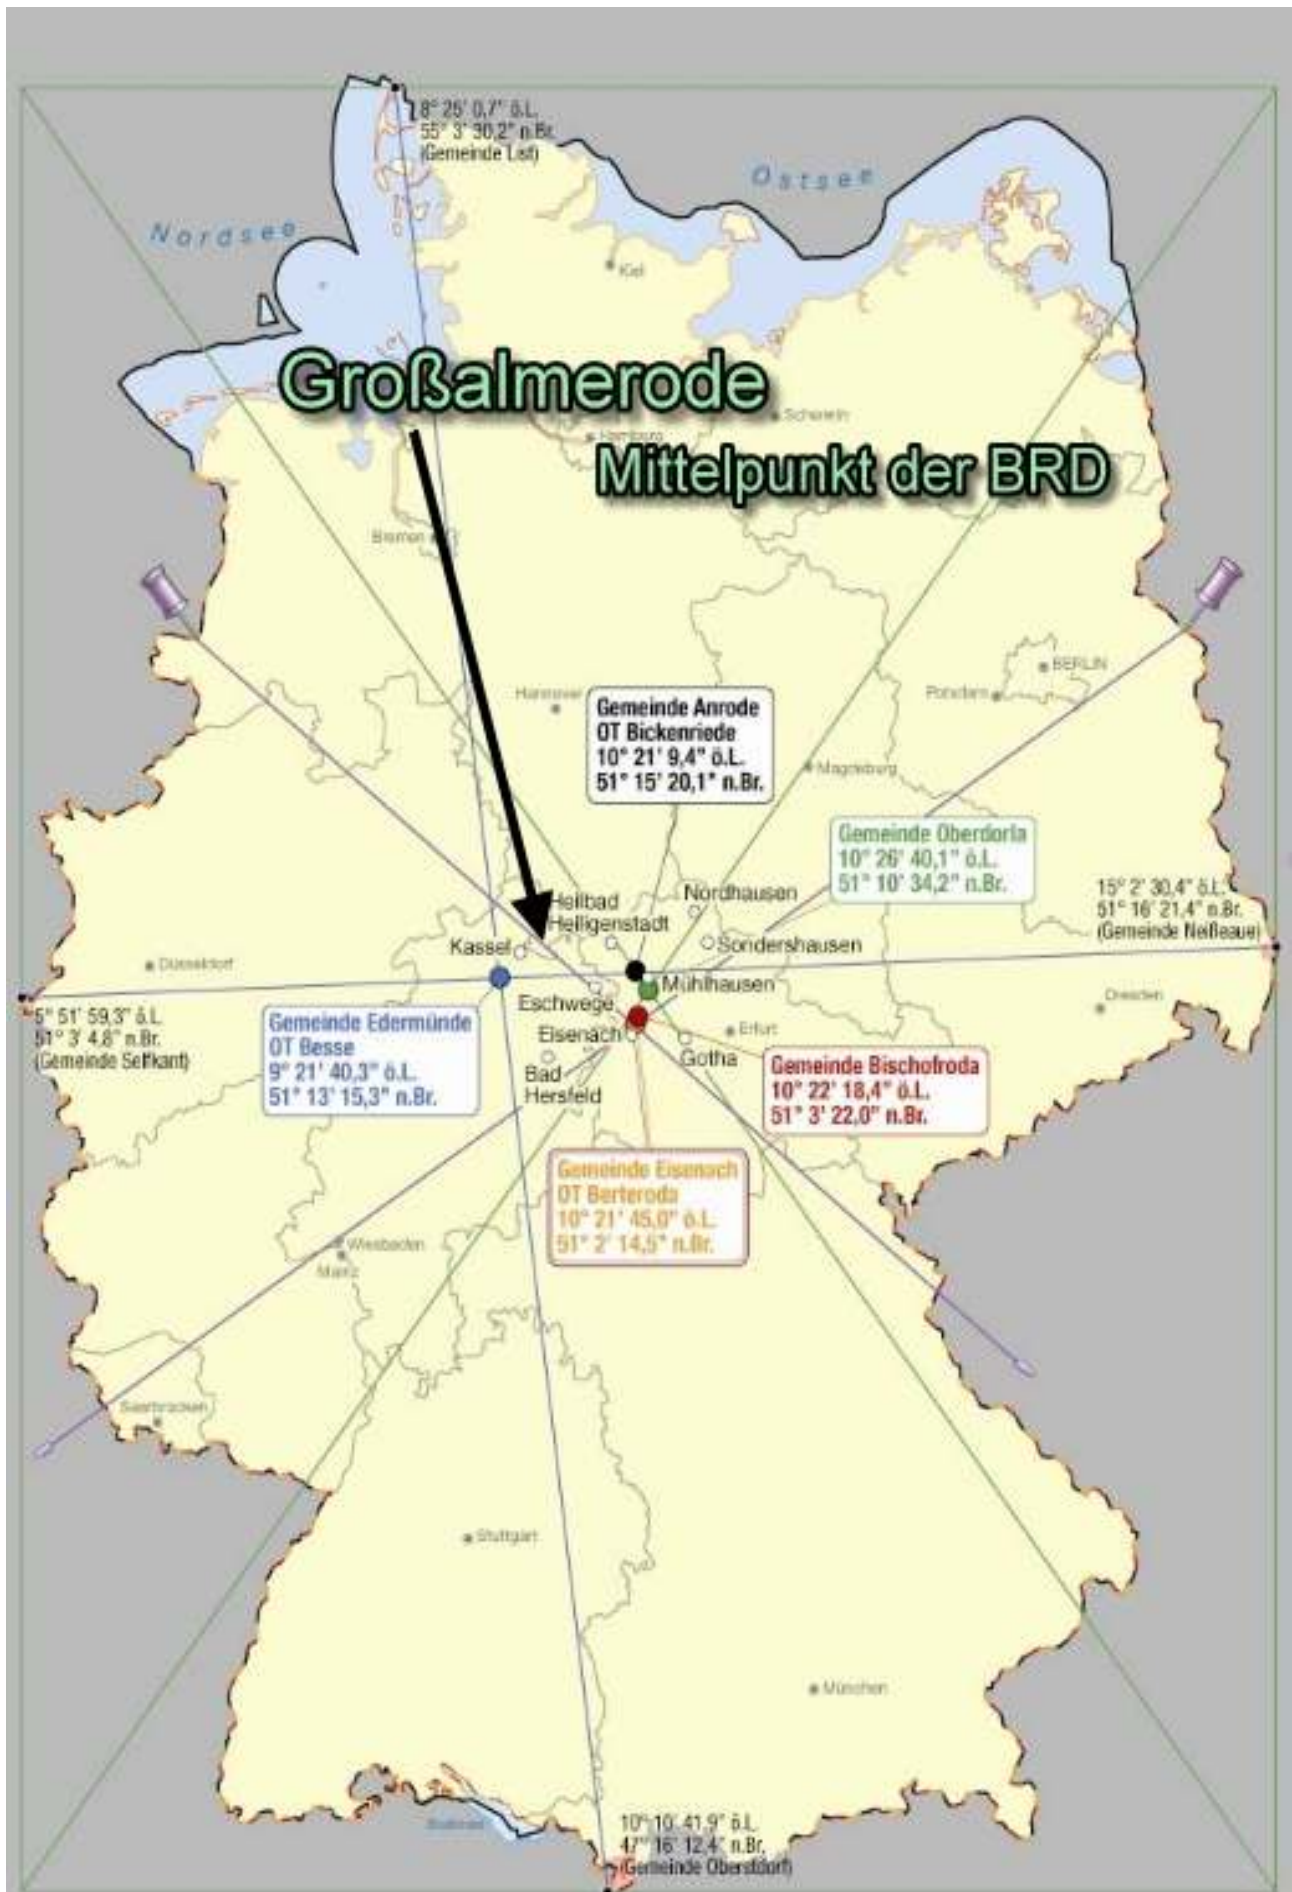 8° 25' 0,7" ö.L.
55° 3' 30,2" n.Br.
(Gemeinde List)
Ostsee
Nordsee
Kiel
Großalmerode
Schwerin
Hamburg
Mittelpunkt der BRD
Bremen
BERLIN
Potsdam
Hannover
Gemeinde Anrode
OT Bickenriede
10° 21' 9,4" ö.L.
51° 15' 20,1" n.Br.
Magdeburg
Gemeinde Oberdorla
10° 26' 40,1" ö.L.
51° 10' 34,2" n.Br.
15° 2' 30,4" ö.L.
51° 16' 21,4" n.Br.
(Gemeinde Neißeaue)
Heilbad
Heiligenstadt
Nordhausen
Kassel
Sondershausen
Düsseldorf
Mühlhausen
Eschwege
Dresden
5° 51' 59,3" ö.L.
51° 3' 4,8" n.Br.
(Gemeinde Selfkant)
Gemeinde Edermünde
OT Besse
9° 21' 40,3" ö.L.
51° 13' 15,3" n.Br.
Eisenach
Erfurt
Gotha
Bad
Hersfeld
Gemeinde Bischofroda
10° 22' 18,4" ö.L.
51° 3' 22,0" n.Br.
Gemeinde Eisenach
OT Berteroda
10° 21' 45,0" ö.L.
51° 2' 14,5" n.Br.
Wiesbaden
Mainz
Saarbrücken
Stuttgart
München
Bodensee
10° 10' 41,9" ö.L.
47° 16' 12,4" n.Br.
(Gemeinde Oberstdorf)